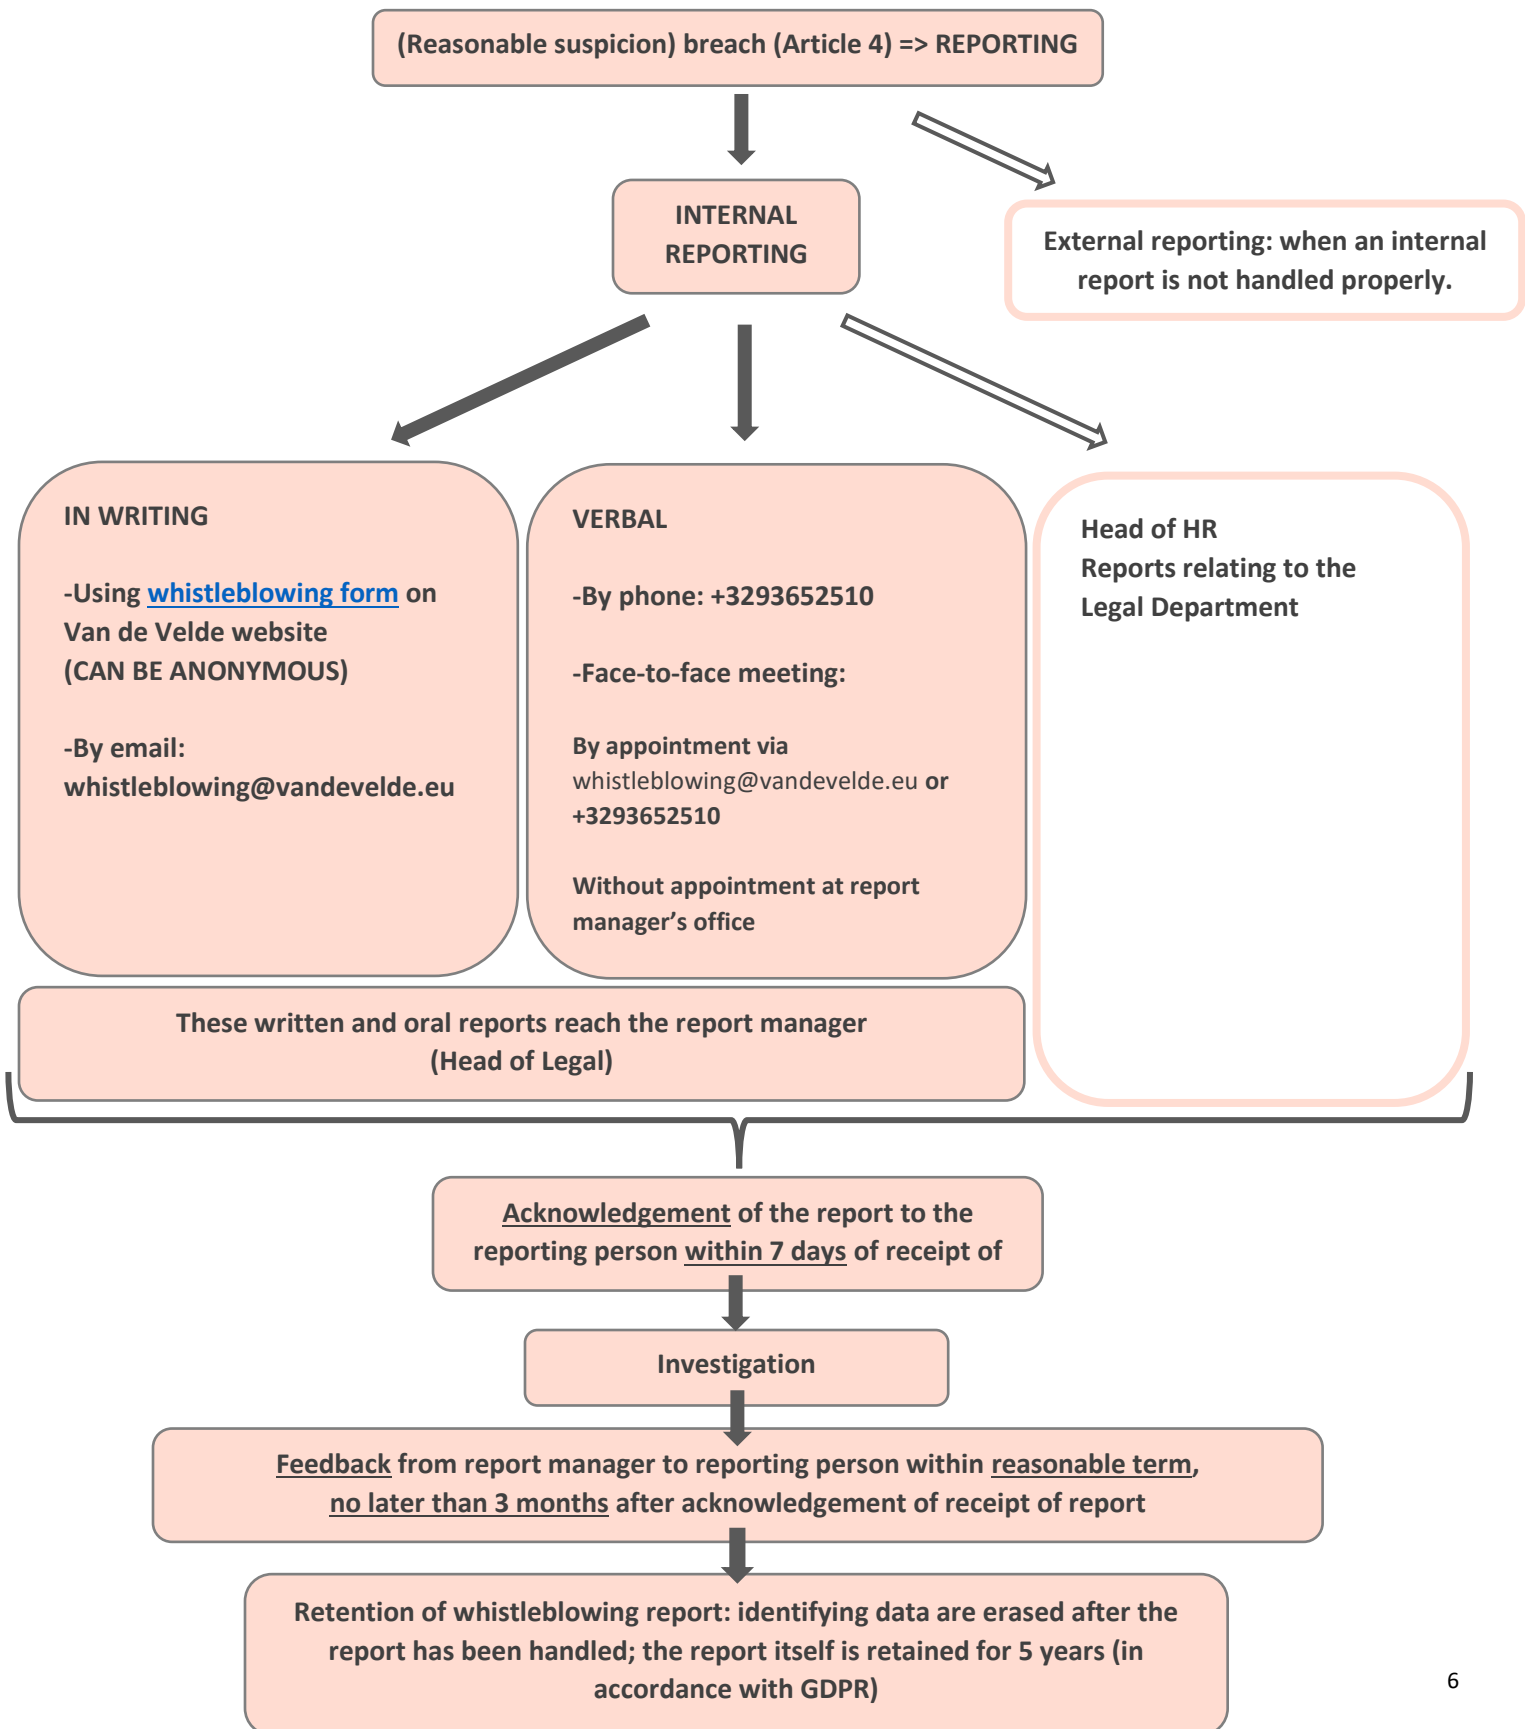 (Reasonable suspicion) breach (Article 4) => REPORTING
INTERNAL
REPORTING
External reporting: when an internal
report is not handled properly.
IN WRITING
-Using whistleblowing form on
Van de Velde website
(CAN BE ANONYMOUS)
-By email:
whistleblowing@vandevelde.eu
VERBAL
-By phone: +3293652510
-Face-to-face meeting:
By appointment via
whistleblowing@vandevelde.eu or
+3293652510
Without appointment at report
manager’s office
Head of HR
Reports relating to the
Legal Department
These written and oral reports reach the report manager
(Head of Legal)
Acknowledgement of the report to the
reporting person within 7 days of receipt of
Investigation
Feedback from report manager to reporting person within reasonable term,
no later than 3 months after acknowledgement of receipt of report
Retention of whistleblowing report: identifying data are erased after the
report has been handled; the report itself is retained for 5 years (in
accordance with GDPR)
6